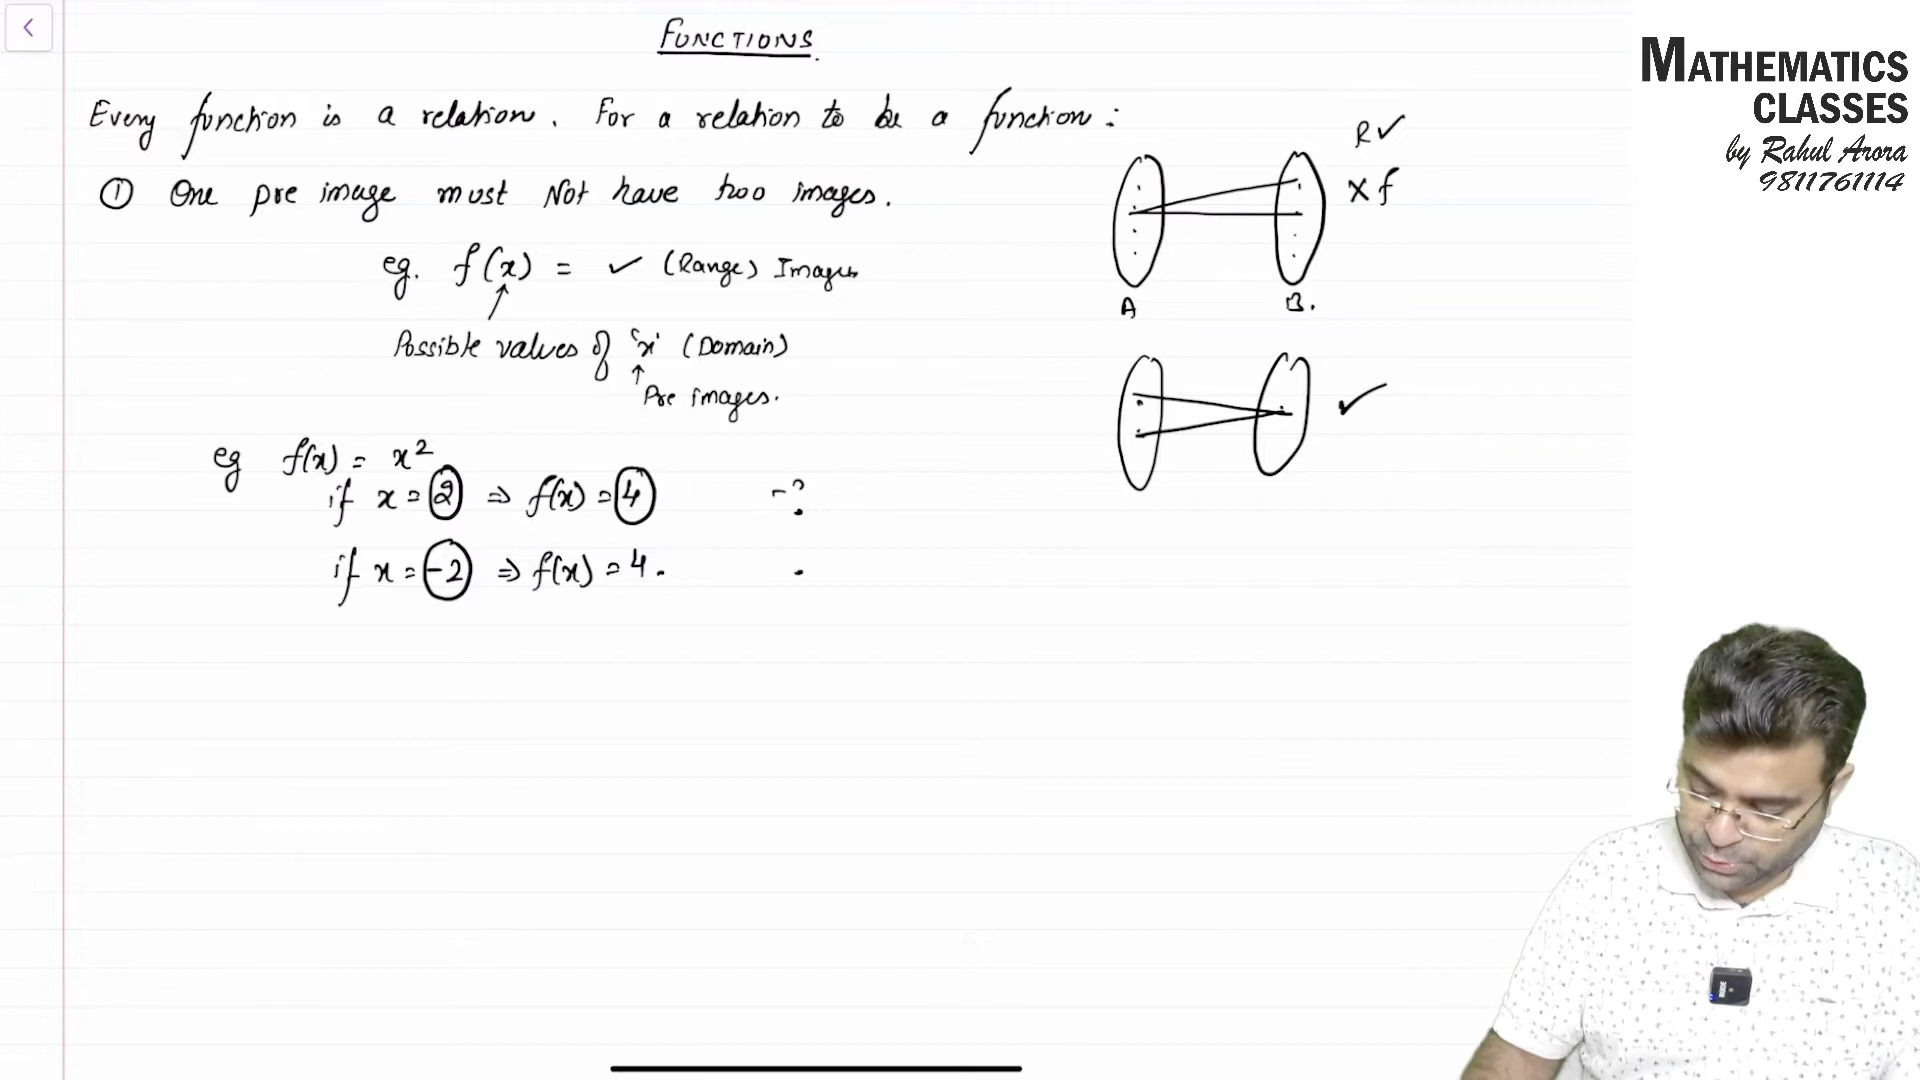 FUNCTIONS.
Every function is a relation. For a relation to be a function :
① One pre image must Not have two images.
eg. f(x) = ✓ (Range) Images
↑
Possible values of 'x' (Domain)
↑
Pre images.
eg f(x) = x²
if x = 2 ⇒ f(x) = 4 -?
if x = -2 ⇒ f(x) = 4.
R ✓
× f
A B.
✓
MATHEMATICS
CLASSES
by Rahul Arora
9811761114